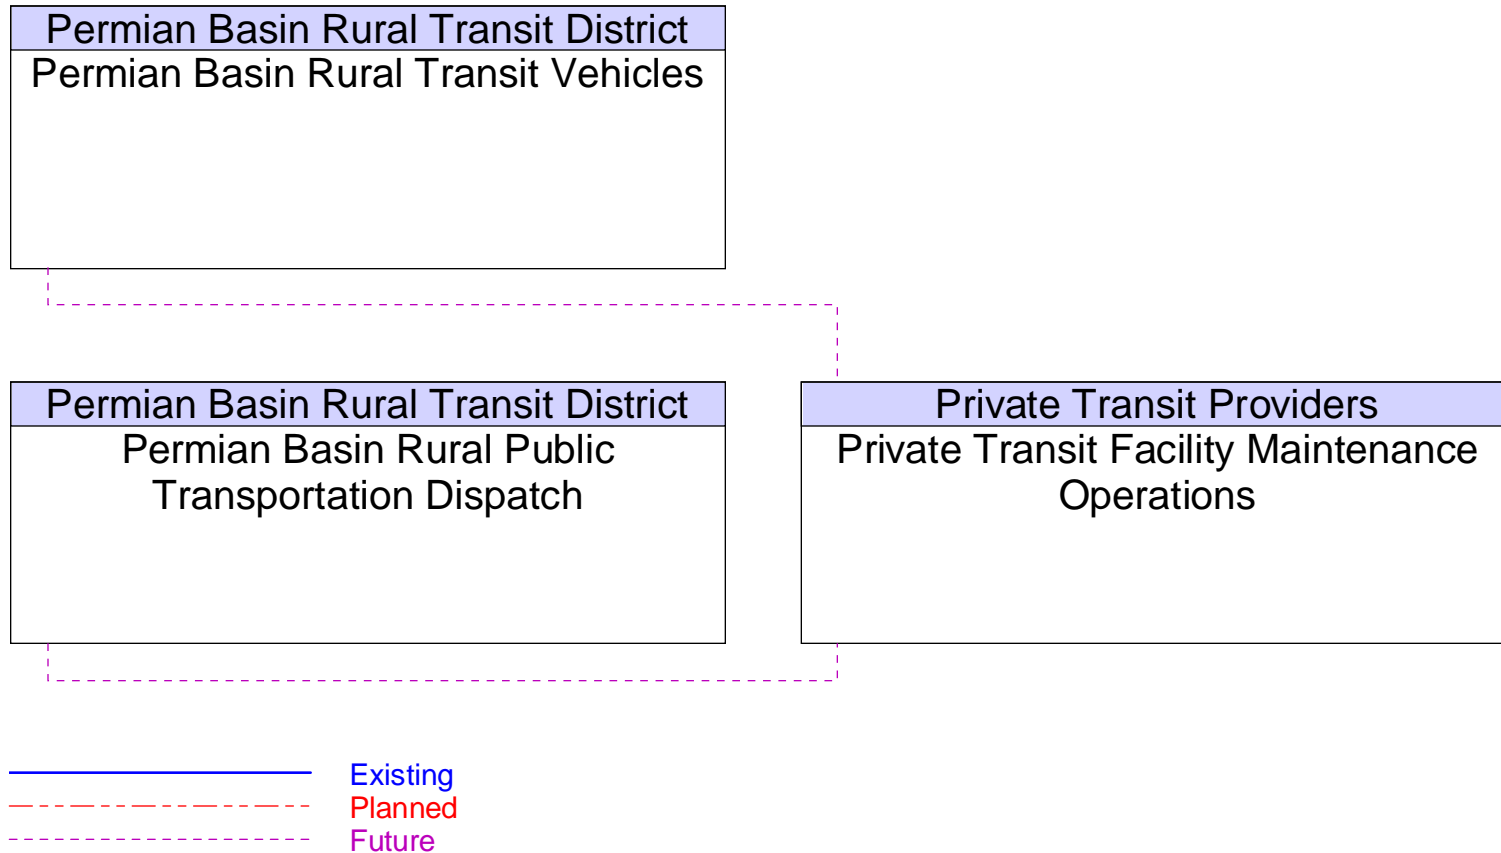 Permian Basin Rural Transit District
Permian Basin Rural Transit Vehicles
Permian Basin Rural Transit District
Permian Basin Rural Public
Transportation Dispatch
Private Transit Providers
Private Transit Facility Maintenance
Operations
Existing
Planned
Future